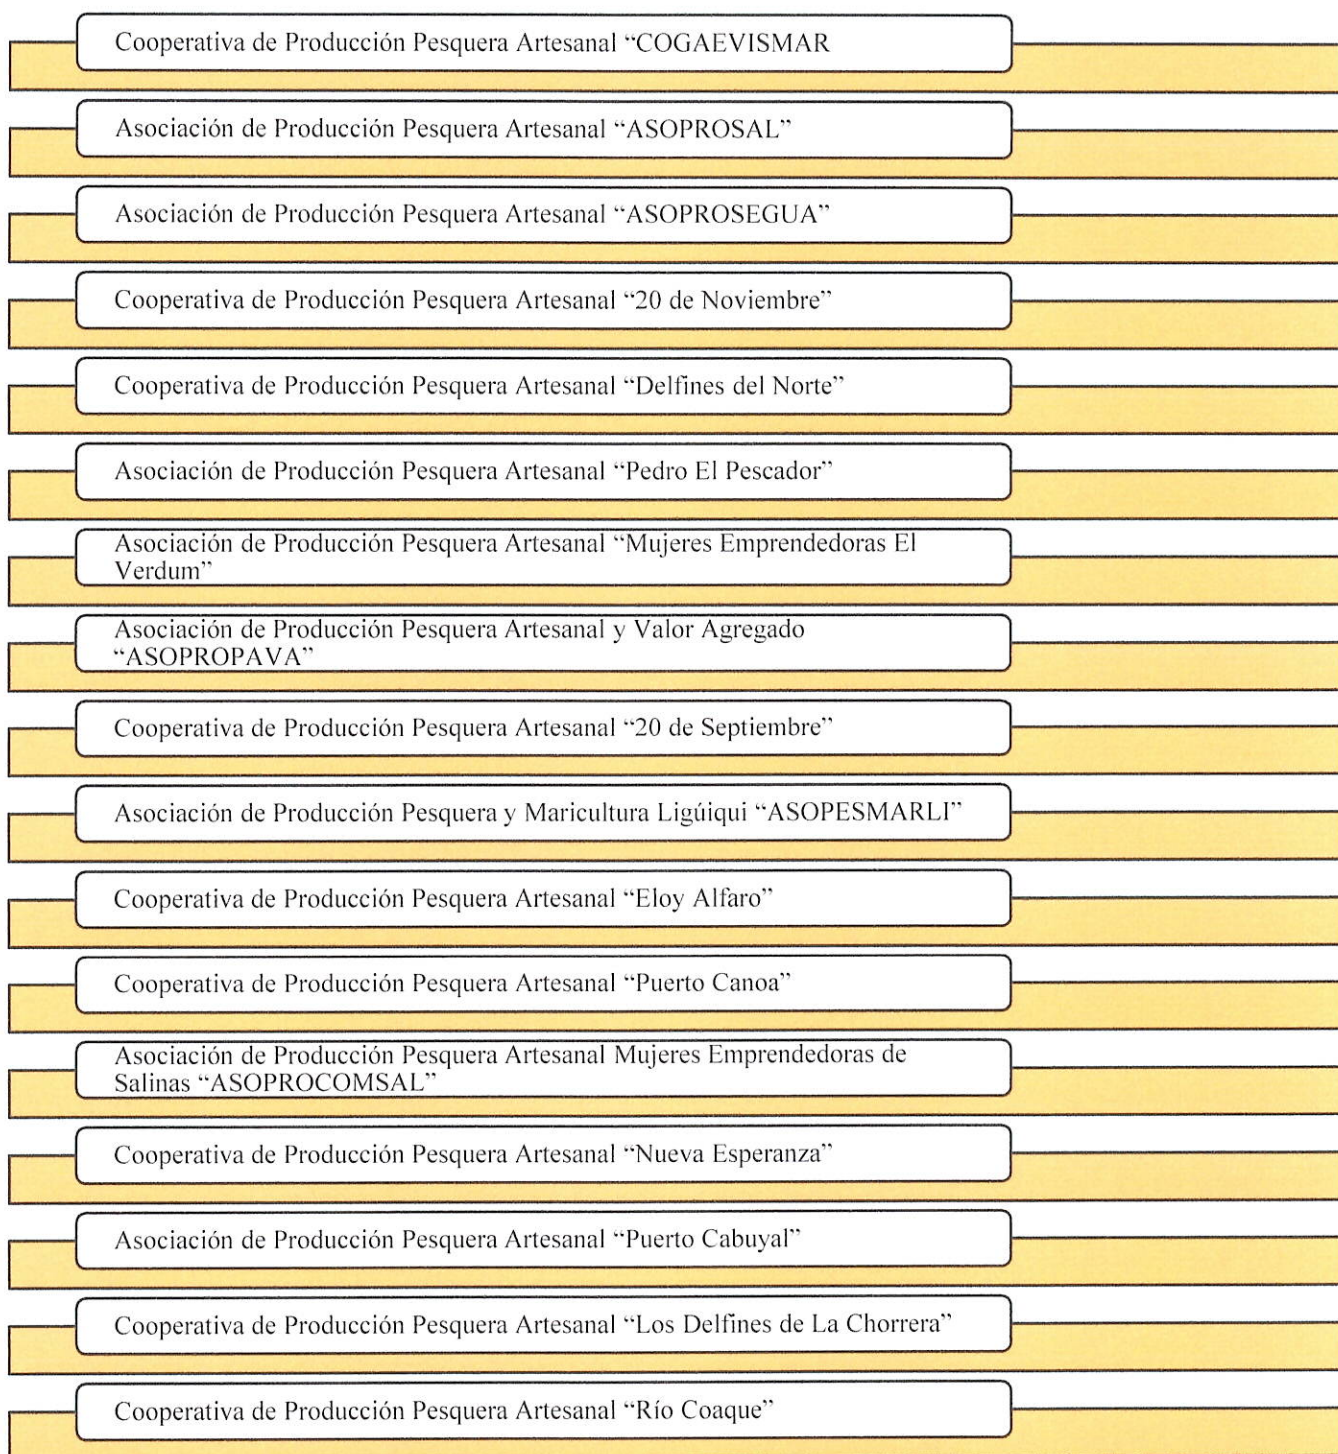 Cooperativa de Producción Pesquera Artesanal “COGAEVISMAR
Asociación de Producción Pesquera Artesanal “ASOPROSAL”
Asociación de Producción Pesquera Artesanal “ASOPROSEGUA”
Cooperativa de Producción Pesquera Artesanal “20 de Noviembre”
Cooperativa de Producción Pesquera Artesanal “Delfines del Norte”
Asociación de Producción Pesquera Artesanal “Pedro El Pescador”
Asociación de Producción Pesquera Artesanal “Mujeres Emprendedoras El
Verdum”
Asociación de Producción Pesquera Artesanal y Valor Agregado
“ASOPROPAVA”
Cooperativa de Producción Pesquera Artesanal “20 de Septiembre”
Asociación de Producción Pesquera y Maricultura Ligúiqui “ASOPESMARLI”
Cooperativa de Producción Pesquera Artesanal “Eloy Alfaro”
Cooperativa de Producción Pesquera Artesanal “Puerto Canoa”
Asociación de Producción Pesquera Artesanal Mujeres Emprendedoras de
Salinas “ASOPROCOMSAL”
Cooperativa de Producción Pesquera Artesanal “Nueva Esperanza”
Asociación de Producción Pesquera Artesanal “Puerto Cabuyal”
Cooperativa de Producción Pesquera Artesanal “Los Delfines de La Chorrera”
Cooperativa de Producción Pesquera Artesanal “Río Coaque”